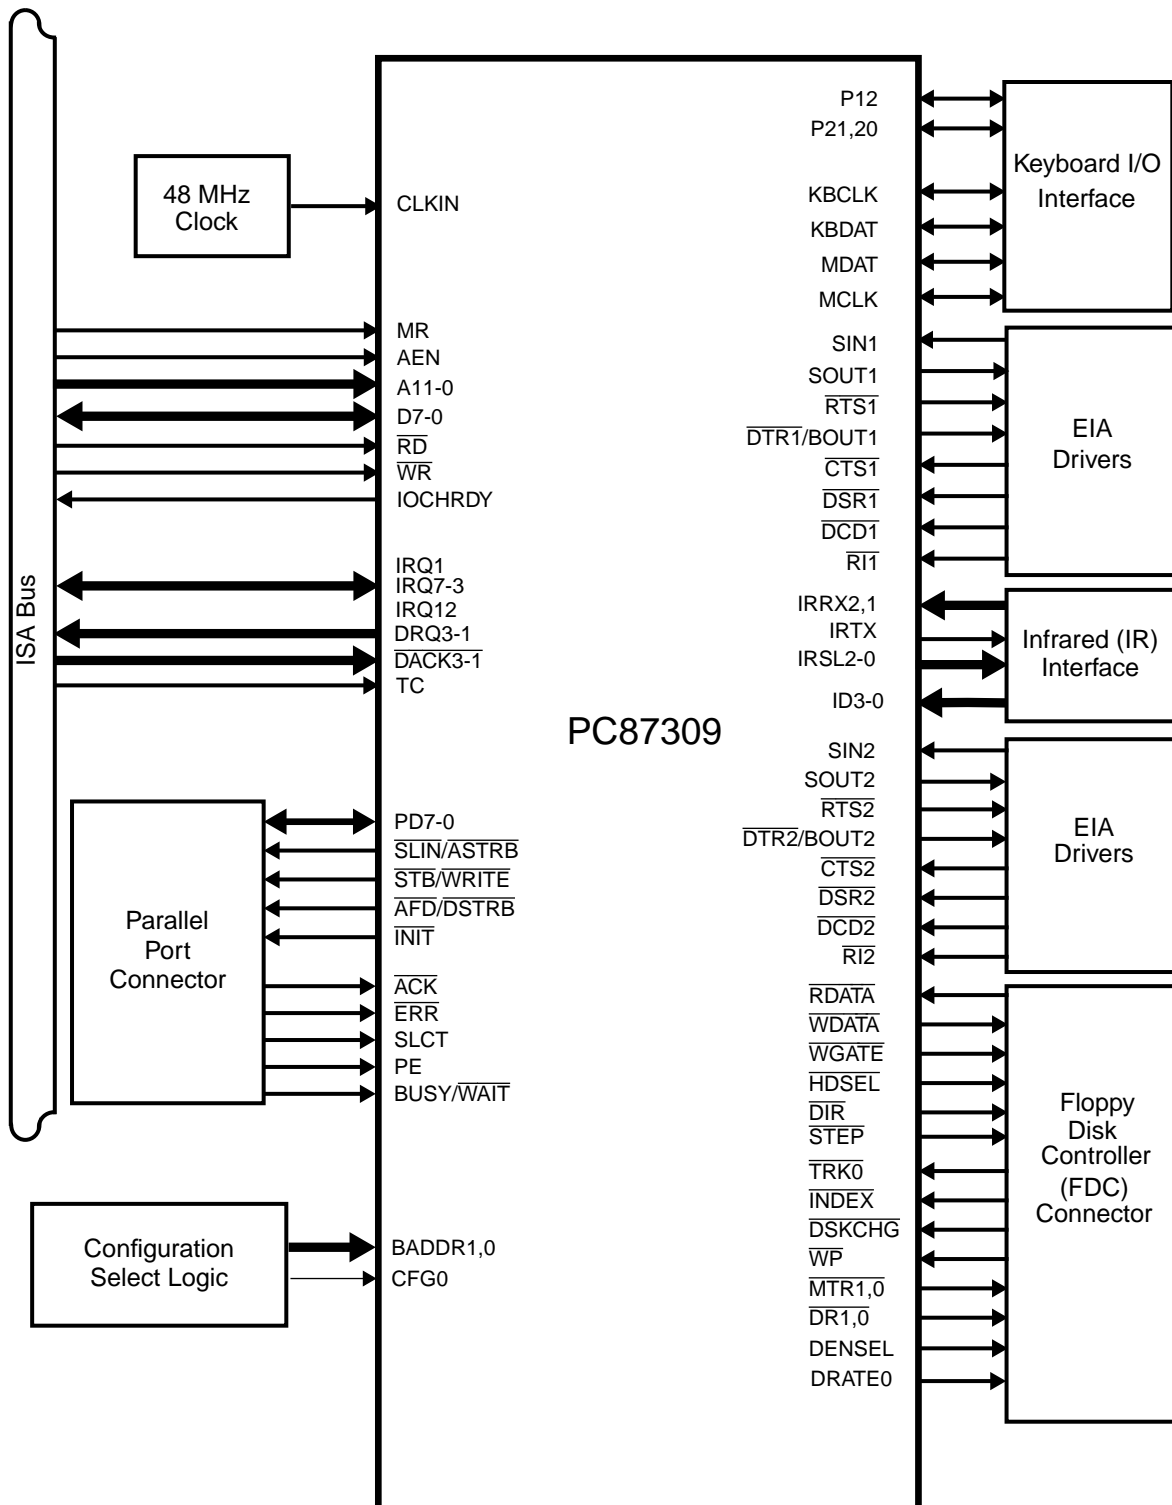 ISA Bus
48 MHz
Clock
CLKIN
MR
AEN
A11-0
D7-0
RD
WR
IOCHRDY
IRQ1
IRQ7-3
IRQ12
DRQ3-1
DACK3-1
TC
Parallel
Port
Connector
PD7-0
SLIN/ASTRB
STB/WRITE
AFD/DSTRB
INIT
ACK
ERR
SLCT
PE
BUSY/WAIT
Configuration
Select Logic
BADDR1,0
CFG0
PC87309
P12
P21,20
KBCLK
KBDAT
MDAT
MCLK
Keyboard I/O
Interface
SIN1
SOUT1
RTS1
DTR1/BOUT1
CTS1
DSR1
DCD1
RI1
EIA
Drivers
IRRX2,1
IRTX
IRSL2-0
ID3-0
Infrared (IR)
Interface
SIN2
SOUT2
RTS2
DTR2/BOUT2
CTS2
DSR2
DCD2
RI2
EIA
Drivers
RDATA
WDATA
WGATE
HDSEL
DIR
STEP
TRK0
INDEX
DSKCHG
WP
MTR1,0
DR1,0
DENSEL
DRATE0
Floppy
Disk
Controller
(FDC)
Connector